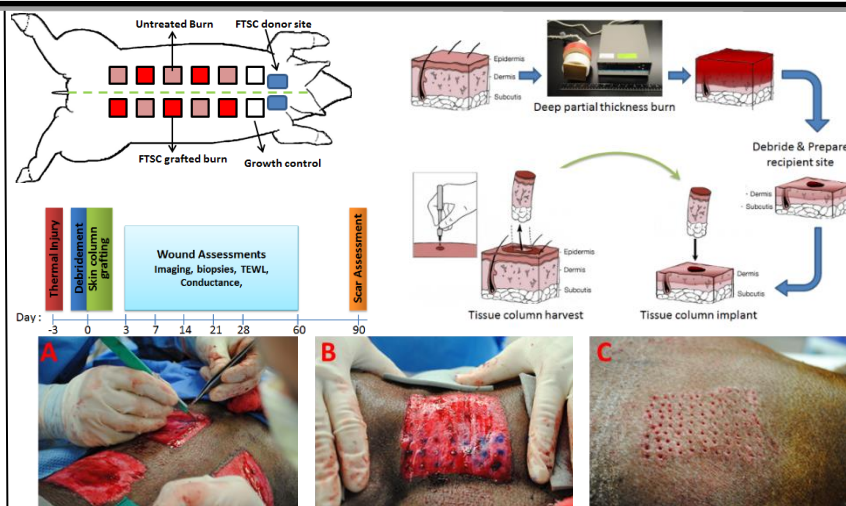 Untreated Burn
FTSC donor site
FTSC grafted burn
Growth control
Epidermis
Dermis
Subcutis
Deep partial thickness burn
Debride & Prepare
recipient site
Dermis
Subcutis
Epidermis
Dermis
Subcutis
Tissue column harvest
Dermis
Subcutis
Tissue column implant
Thermal Injury
Debridement
Skin column
grafting
Wound Assessments
Imaging, biopsies, TEWL,
Conductance,
Scar Assessment
Day :
-3 0 3 7 14 21 28 60 90
A
B
C